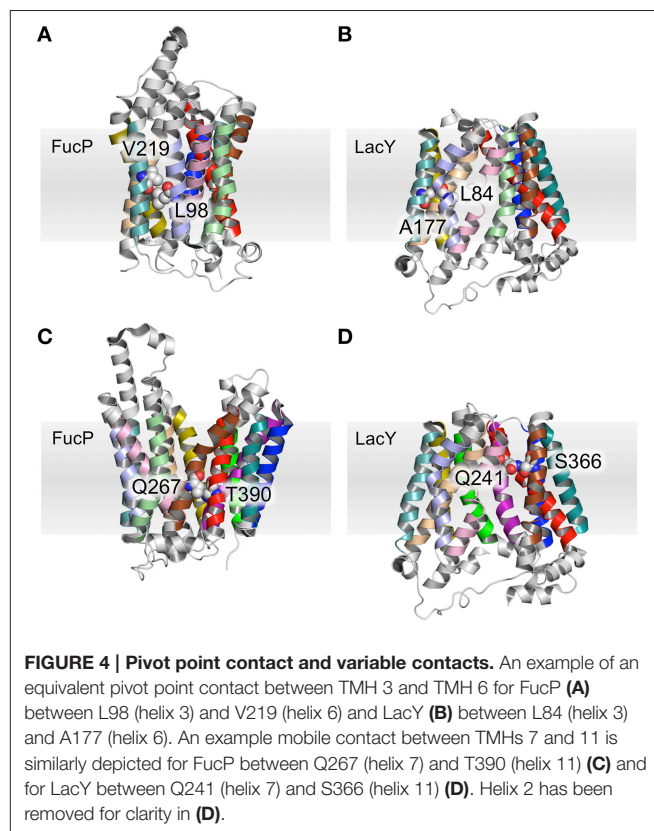 A
B
FucP
V219
L98
LacY
L84
A177
C
D
FucP
Q267
T390
LacY
Q241
S366
FIGURE 4 | Pivot point contact and variable contacts. An example of an
equivalent pivot point contact between TMH 3 and TMH 6 for FucP (A)
between L98 (helix 3) and V219 (helix 6) and LacY (B) between L84 (helix 3)
and A177 (helix 6). An example mobile contact between TMHs 7 and 11 is
similarly depicted for FucP between Q267 (helix 7) and T390 (helix 11) (C) and
for LacY between Q241 (helix 7) and S366 (helix 11) (D). Helix 2 has been
removed for clarity in (D).